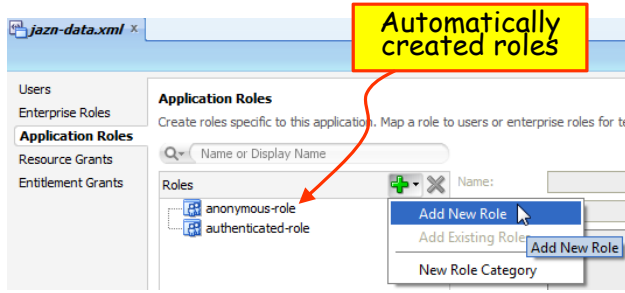 Automatically
created roles
jazn-data.xml
Users
Enterprise Roles
Application Roles
Resource Grants
Entitlement Grants
Application Roles
Create roles specific to this application. Map a role to users or enterprise roles for
Name or Display Name
Roles
anonymous-role
authenticated-role
Name:
Add New Role
Add Existing Role
Add New Role
New Role Category